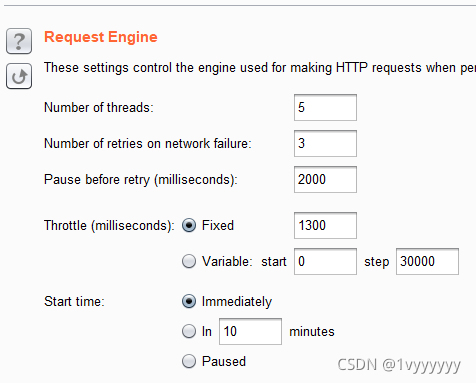 ?
Request Engine
These settings control the engine used for making HTTP requests when per
Number of threads: 5
Number of retries on network failure: 3
Pause before retry (milliseconds): 2000
Throttle (milliseconds): Fixed 1300
Variable: start 0 step 30000
Start time: Immediately
In 10 minutes
Paused
CSDN @1vyyyyyy